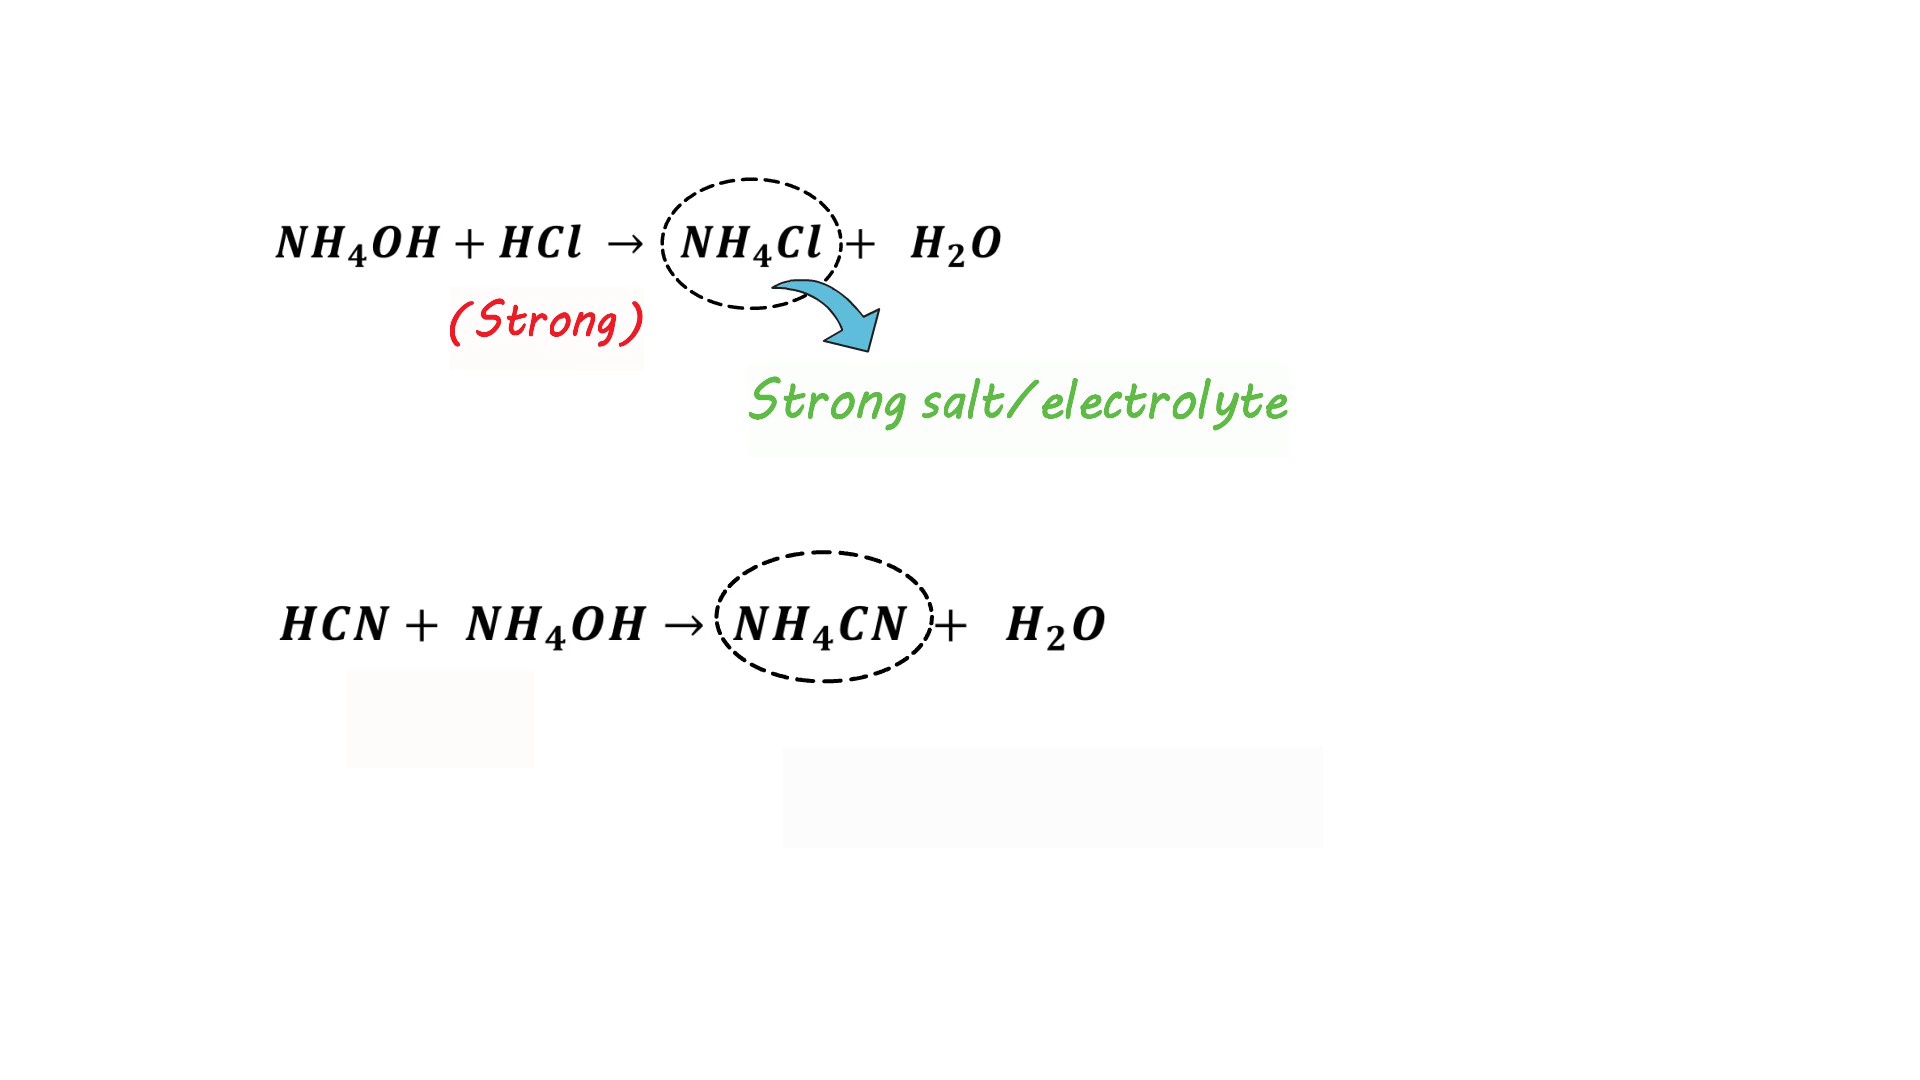 NH₄OH + HCl → NH₄Cl + H₂O
(Strong)
Strong salt/electrolyte
HCN + NH₄OH → NH₄CN + H₂O